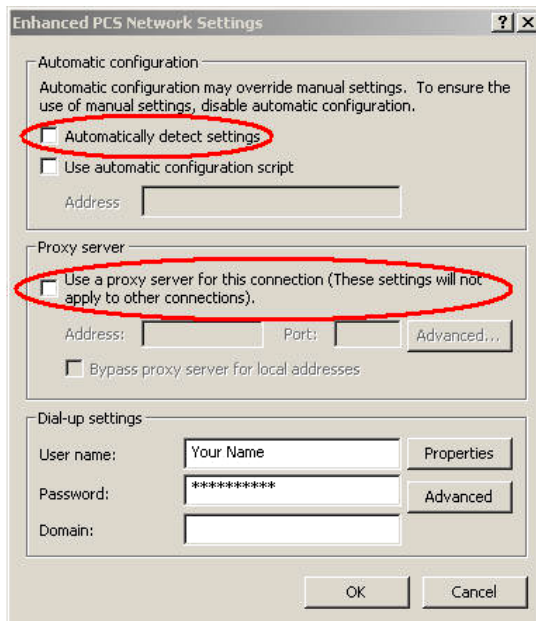 Enhanced PCS Network Settings
Automatic configuration
Automatic configuration may override manual settings. To ensure the
use of manual settings, disable automatic configuration.
Automatically detect settings
Use automatic configuration script
Address
Proxy server
Use a proxy server for this connection (These settings will not
apply to other connections).
Address: Port: Advanced...
Bypass proxy server for local addresses
Dial-up settings
User name: Your Name Properties
Password: ********** Advanced
Domain:
OK Cancel